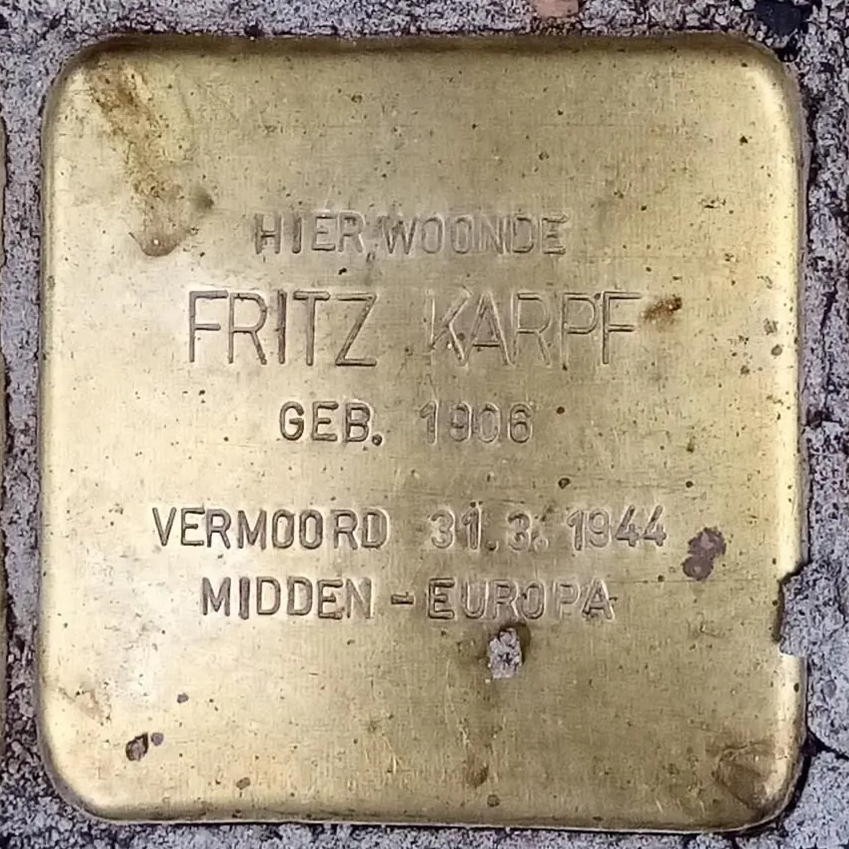 HIER WOONDE
FRITZ KARPF
GEB. 1906
VERMOORD 31.3.1944
MIDDEN-EUROPA